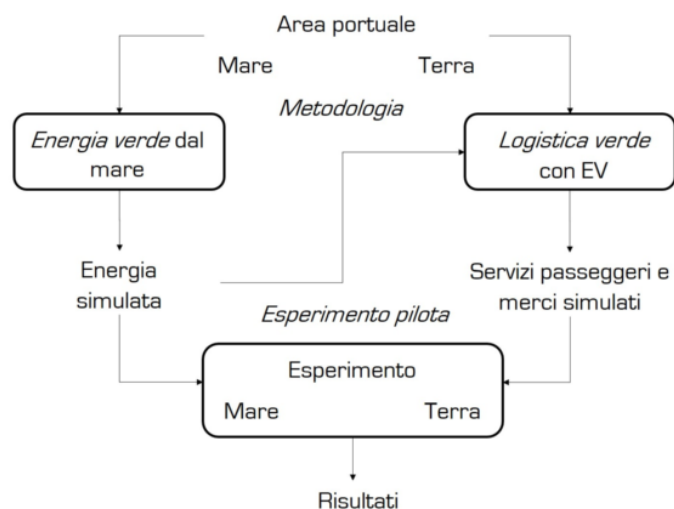 Area portuale
Mare Terra
Metodologia
Energia verde dal
mare
Logistica verde
con EV
Energia
simulata
Servizi passeggeri e
merci simulati
Esperimento pilota
Esperimento
Mare Terra
Risultati